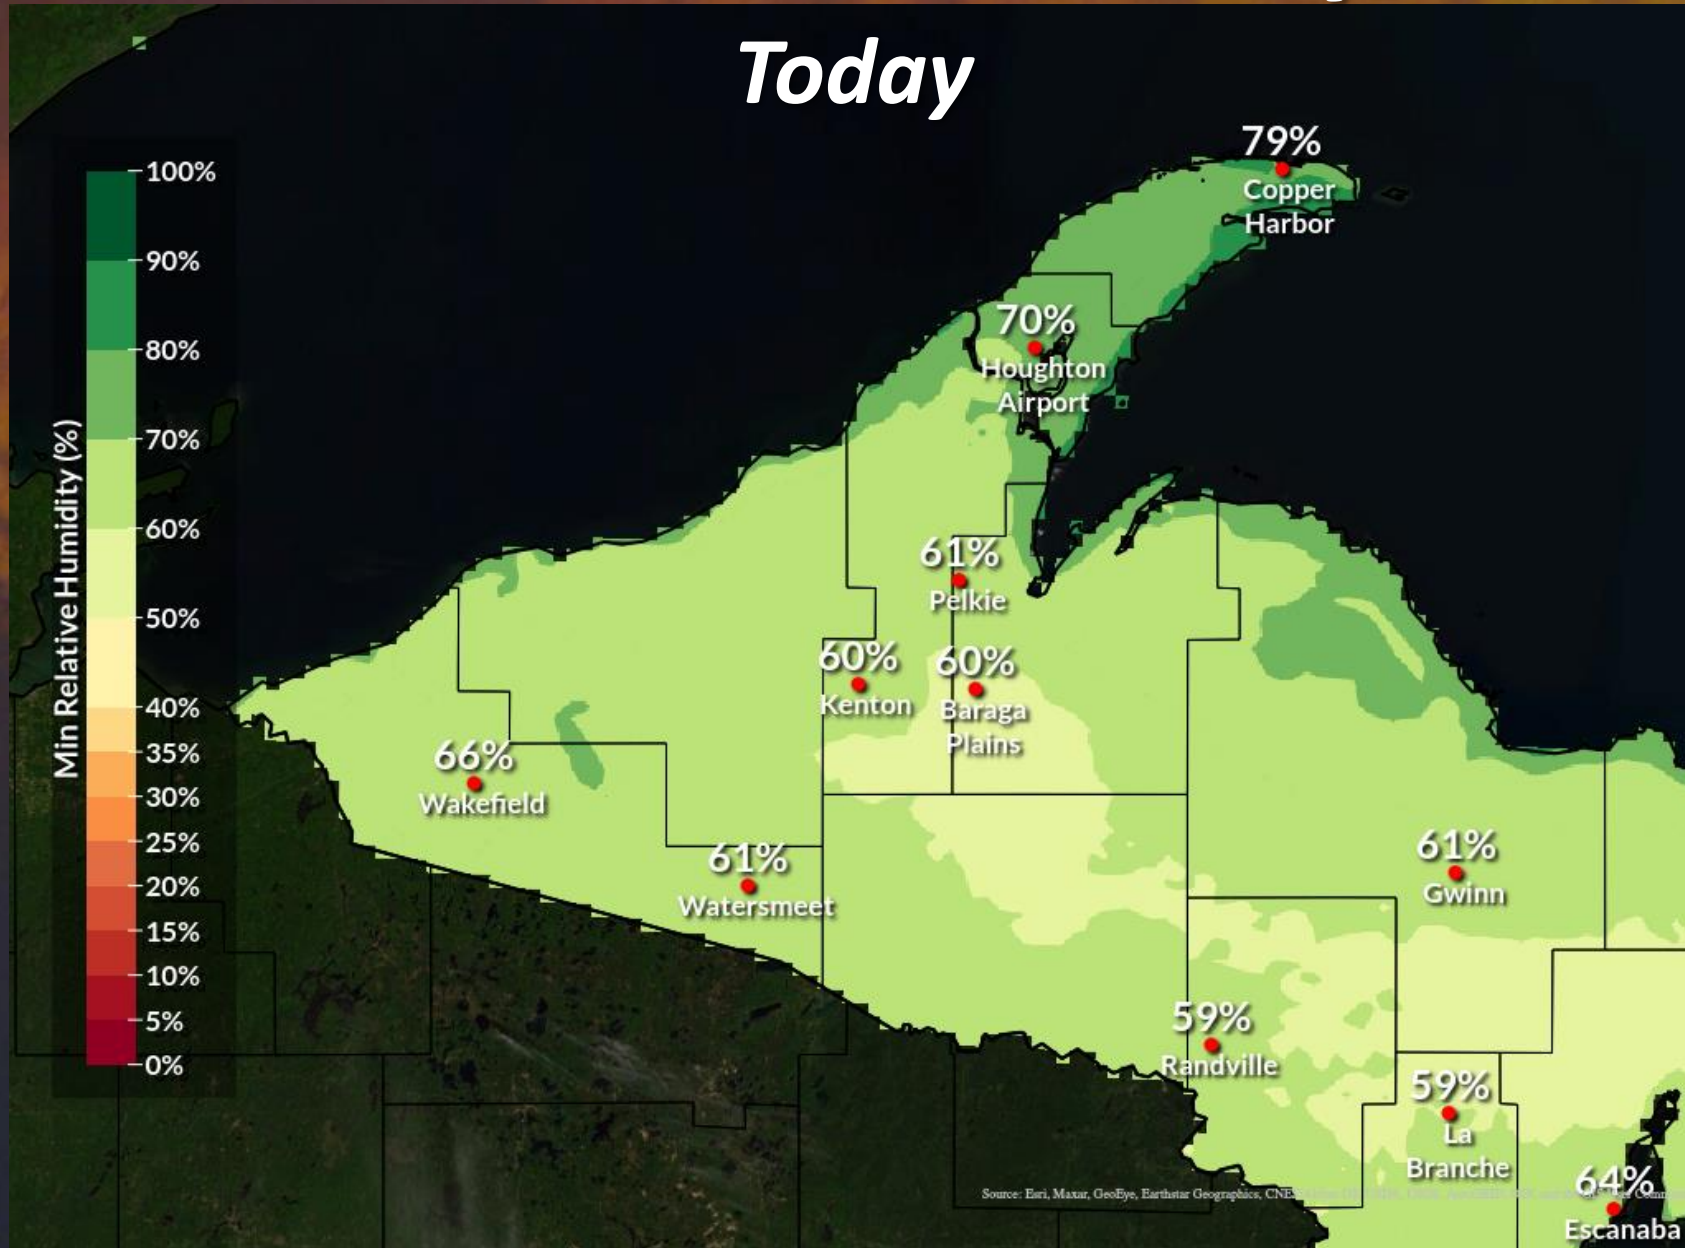 Today
100%
90%
80%
70%
60%
50%
40%
35%
30%
25%
20%
15%
10%
5%
0%
Min Relative Humidity (%)
79%
Copper
Harbor
70%
Houghton
Airport
61%
Pelkie
60%
Kenton
60%
Baraga
Plains
66%
Wakefield
61%
Watersmeet
61%
Gwinn
59%
Randville
59%
La
Branche
64%
Escanaba
Source: Esri, Maxar, GeoEye, Earthstar Geographics,